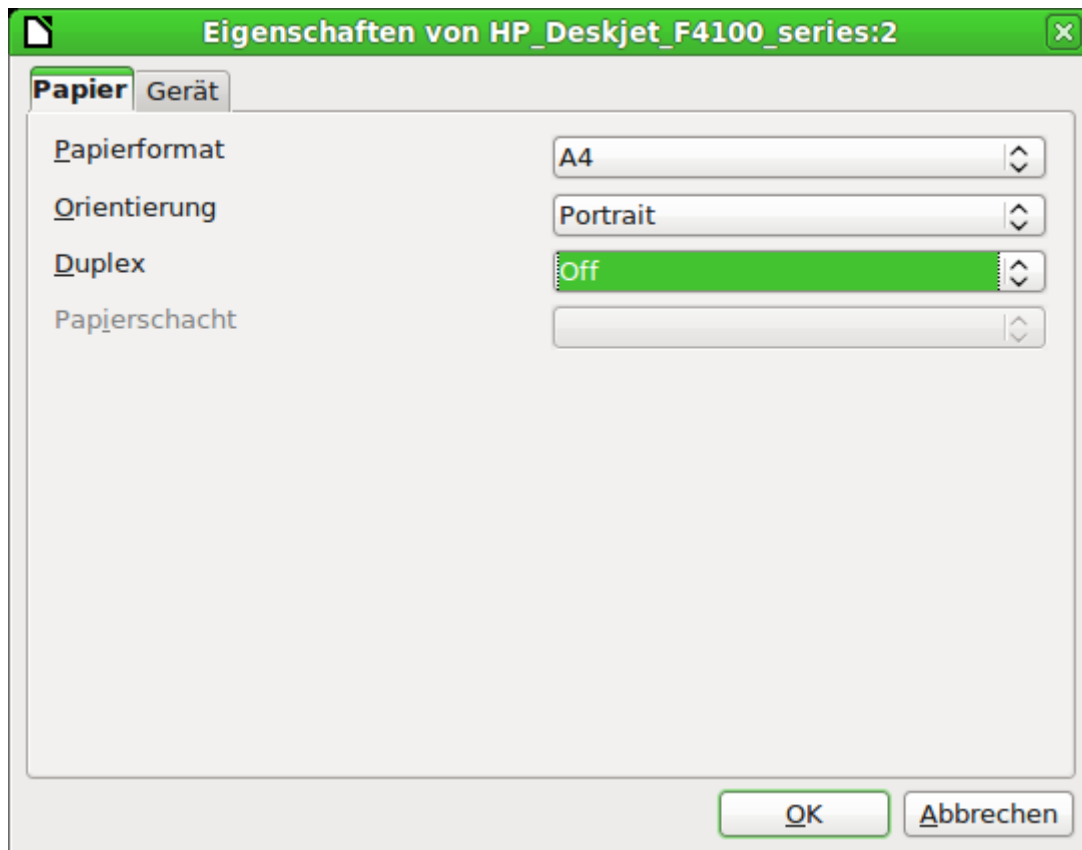 Eigenschaften von HP_Deskjet_F4100_series:2
Papier Gerät
Papierformat A4
Orientierung Portrait
Duplex Off
Papierschacht
OK Abbrechen